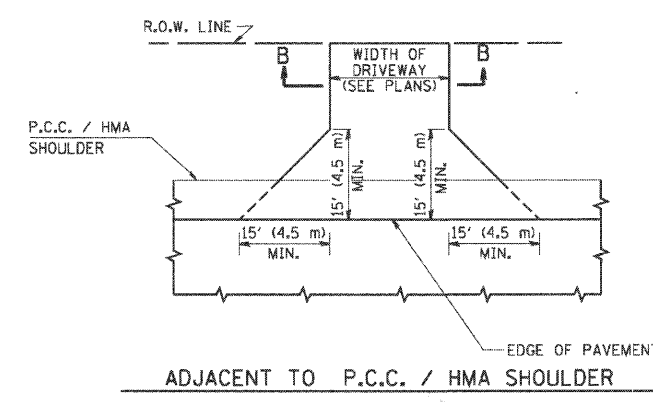 R.O.W. LINE
B
B
WIDTH OF
DRIVEWAY
(SEE PLANS)
P.C.C. / HMA
SHOULDER
15' (4.5 m)
MIN.
15' (4.5 m)
MIN.
15' (4.5 m)
MIN.
15' (4.5 m)
MIN.
EDGE OF PAVEMENT
ADJACENT TO P.C.C. / HMA SHOULDER